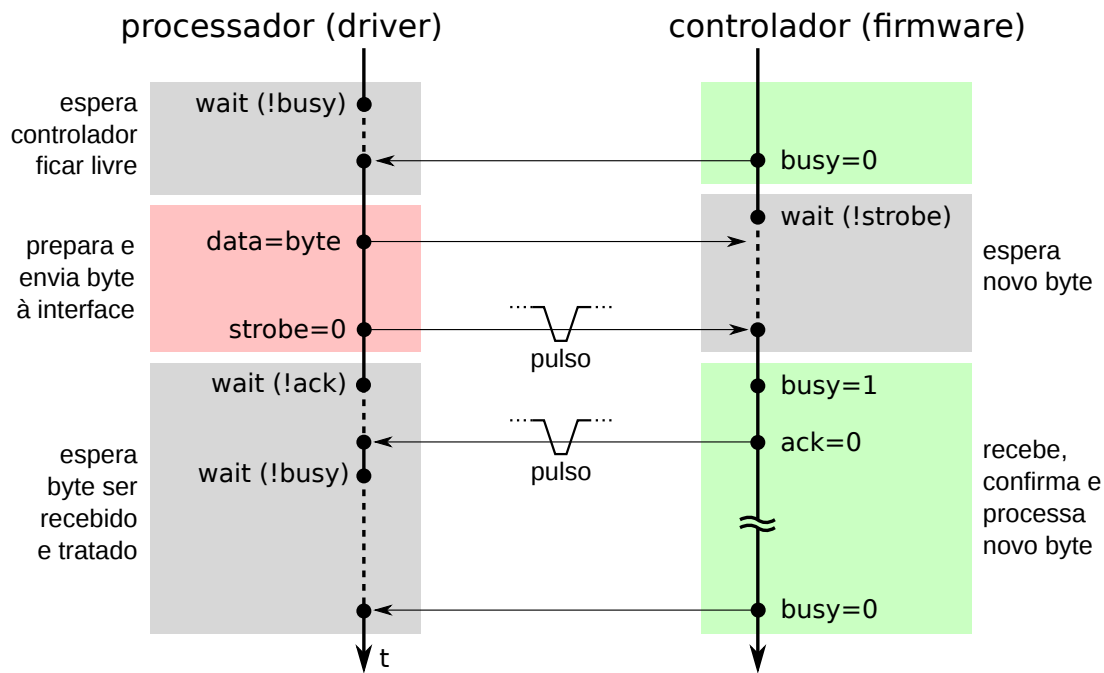 processador (driver)
controlador (firmware)
espera
controlador
ficar livre
wait (!busy)
busy=0
wait (!strobe)
prepara e
envia byte
à interface
data=byte
espera
novo byte
strobe=0
pulso
wait (!ack)
busy=1
ack=0
pulso
espera
byte ser
recebido
e tratado
wait (!busy)
recebe,
confirma e
processa
novo byte
busy=0
t